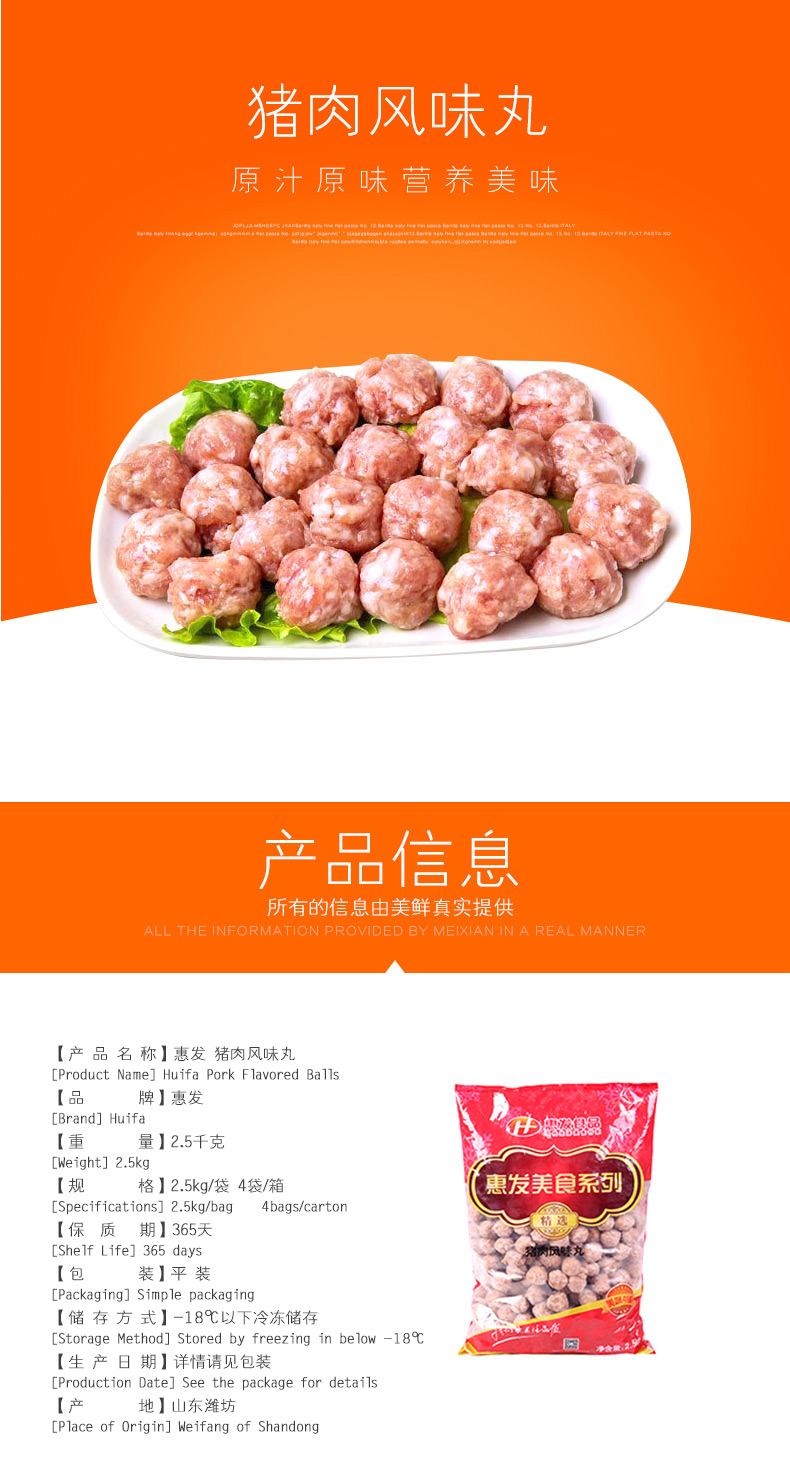 猪肉风味丸
原汁原味营养美味
产品信息
所有的信息由美鲜真实提供
ALL THE INFORMATION PROVIDED BY MEIXIAN IN A REAL MANNER
【产品名称】惠发 猪肉风味丸
[Product Name] Huifa Pork Flavored Balls
【品 牌】惠发
[Brand] Huifa
【重 量】2.5千克
[Weight] 2.5kg
【规 格】2.5kg/袋 4袋/箱
[Specifications] 2.5kg/bag 4bags/carton
【保 质 期】365天
[Shelf Life] 365 days
【包 装】平 装
[Packaging] Simple packaging
【储存方式】-18℃以下冷冻储存
[Storage Method] Stored by freezing in below -18℃
【生产日期】详情请见包装
[Production Date] See the package for details
【产 地】山东潍坊
[Place of Origin] Weifang of Shandong
惠发食品
惠发美食系列
精选
猪肉风味丸